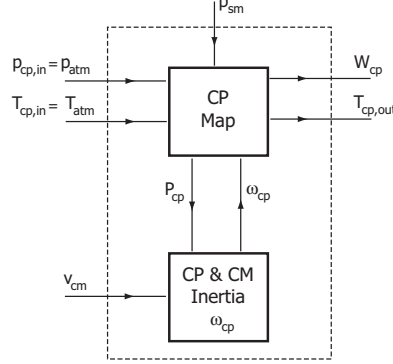 p_sm
p_cp,in = p_atm
T_cp,in = T_atm
W_cp
T_cp,out
CP
Map
P_cp
ω_cp
v_cm
CP & CM
Inertia
ω_cp